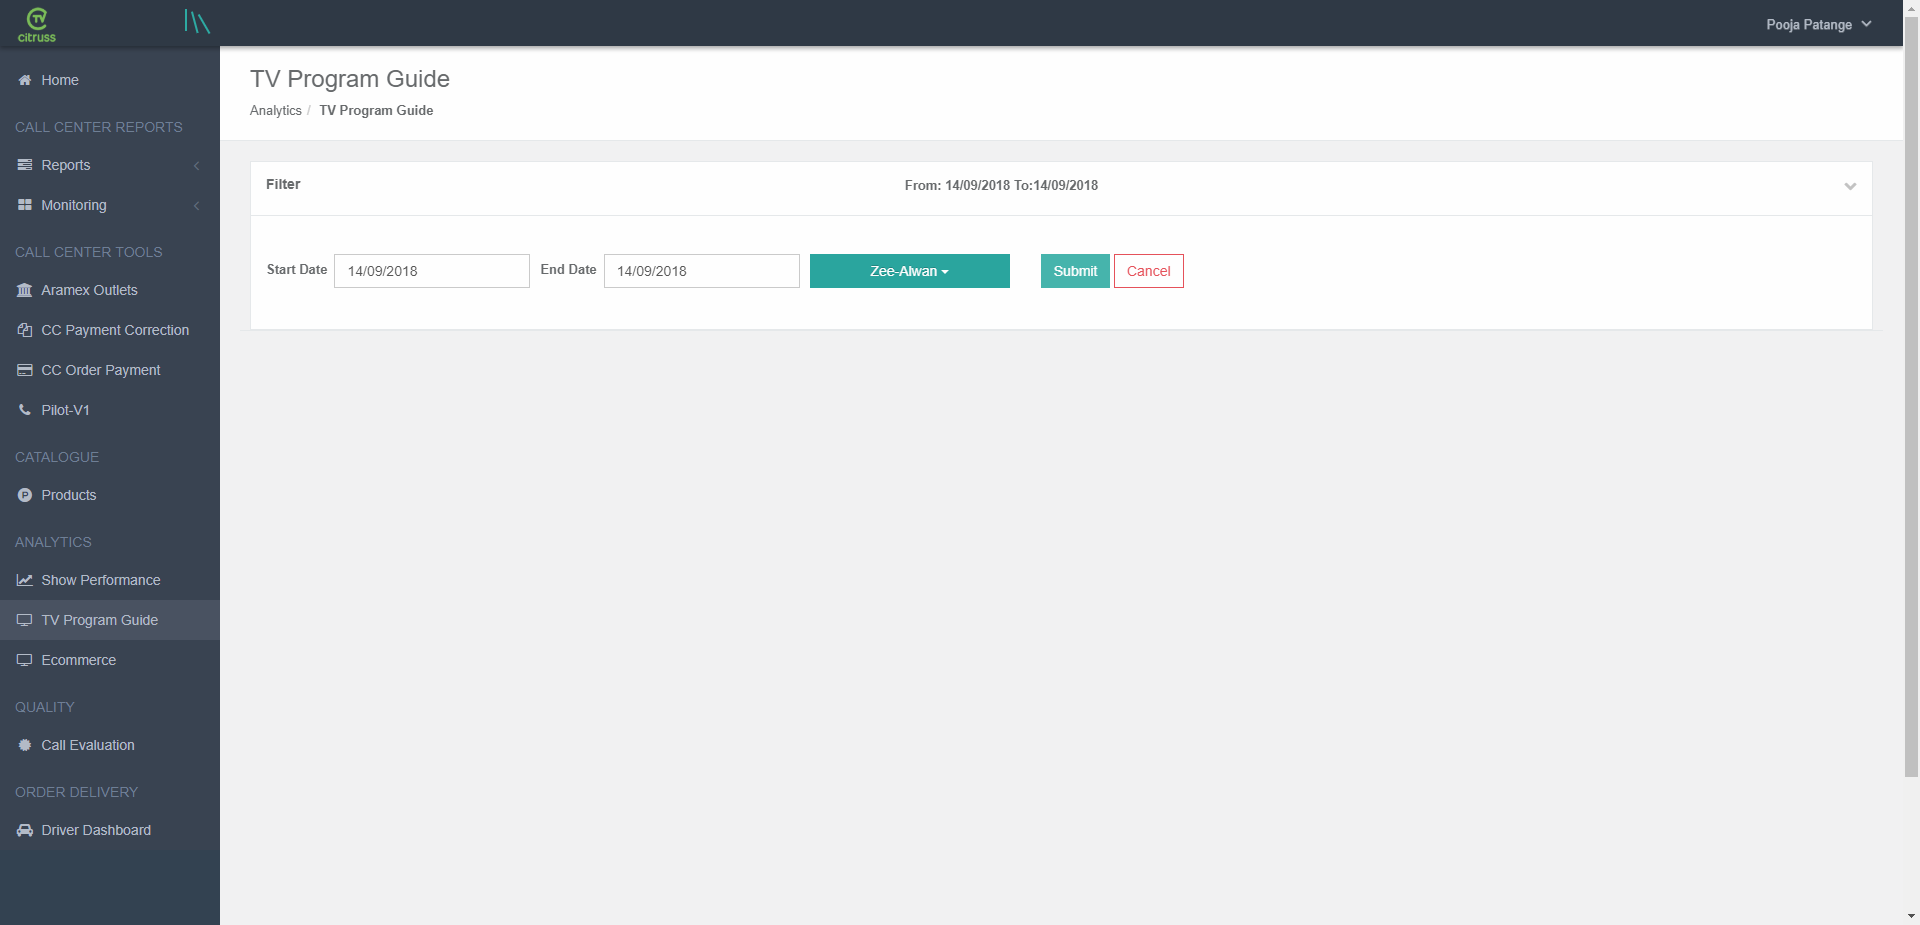 TV
citruss
Pooja Patange
Home
CALL CENTER REPORTS
Reports
Monitoring
CALL CENTER TOOLS
Aramex Outlets
CC Payment Correction
CC Order Payment
Pilot-V1
CATALOGUE
P Products
ANALYTICS
Show Performance
TV Program Guide
Ecommerce
QUALITY
Call Evaluation
ORDER DELIVERY
Driver Dashboard
TV Program Guide
Analytics / TV Program Guide
Filter From: 14/09/2018 To:14/09/2018
Start Date 14/09/2018 End Date 14/09/2018 Zee-Alwan Submit Cancel